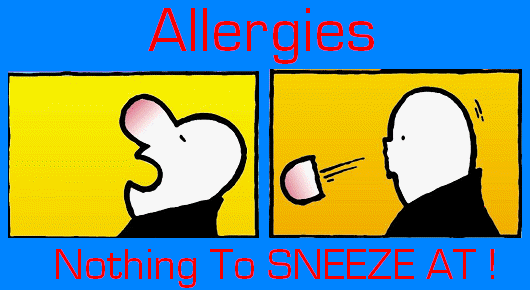 Allergies
Nothing To SNEEZE AT !